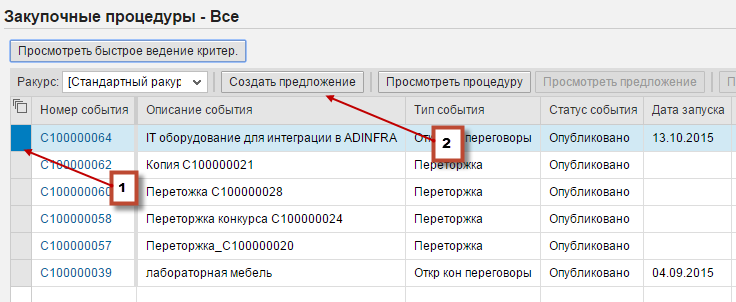 Закупочные процедуры - Все
Просмотреть быстрое ведение критер.
Ракурс: [Стандартный ракур Создать предложение Просмотреть процедуру Просмотреть предложение
Номер события Описание события Тип события Статус события Дата запуска
C100000064 IT оборудование для интеграции в ADINFRA Откр переговоры Опубликовано 13.10.2015
C100000062 Копия C100000021 Переторжка Опубликовано
C10000006 Перетожка C100000028 Переторжка Опубликовано
C100000058 Переторжка конкурса C100000024 Переторжка Опубликовано
C100000057 Переторжка_C100000020 Переторжка Опубликовано
C100000039 лабораторная мебель Откр кон переговоры Опубликовано 04.09.2015
1
2